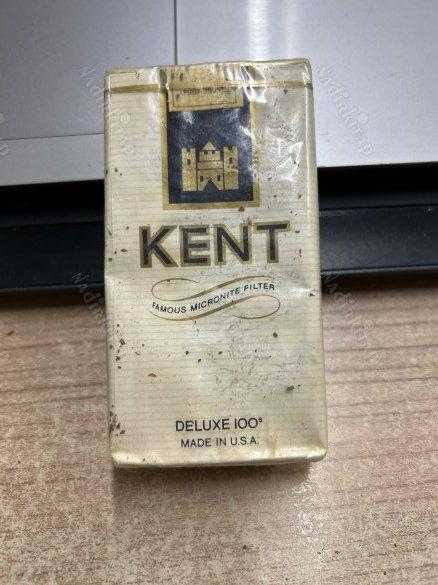 KENT
FAMOUS MICRONITE FILTER
DELUXE 100's
MADE IN U.S.A.